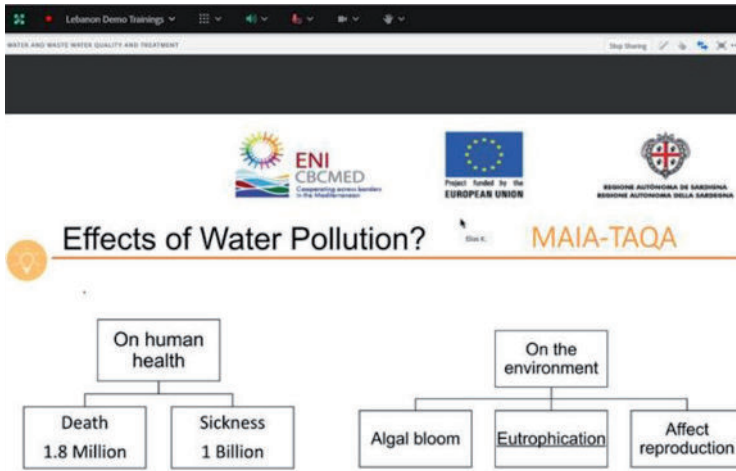 Lebanon Demo Trainings
WATER AND WASTE WATER QUALITY AND TREATMENT
Stop Sharing
ENI
CBCMED
Cooperating across borders
in the Mediterranean
Project funded by the
EUROPEAN UNION
REGIONE AUTÒNOMA DE SARDIGNA
REGIONE AUTONOMA DELLA SARDEGNA
Effects of Water Pollution?
MAIA-TAQA
On human
health
Death
1.8 Million
Sickness
1 Billion
On the
environment
Algal bloom
Eutrophication
Affect
reproduction